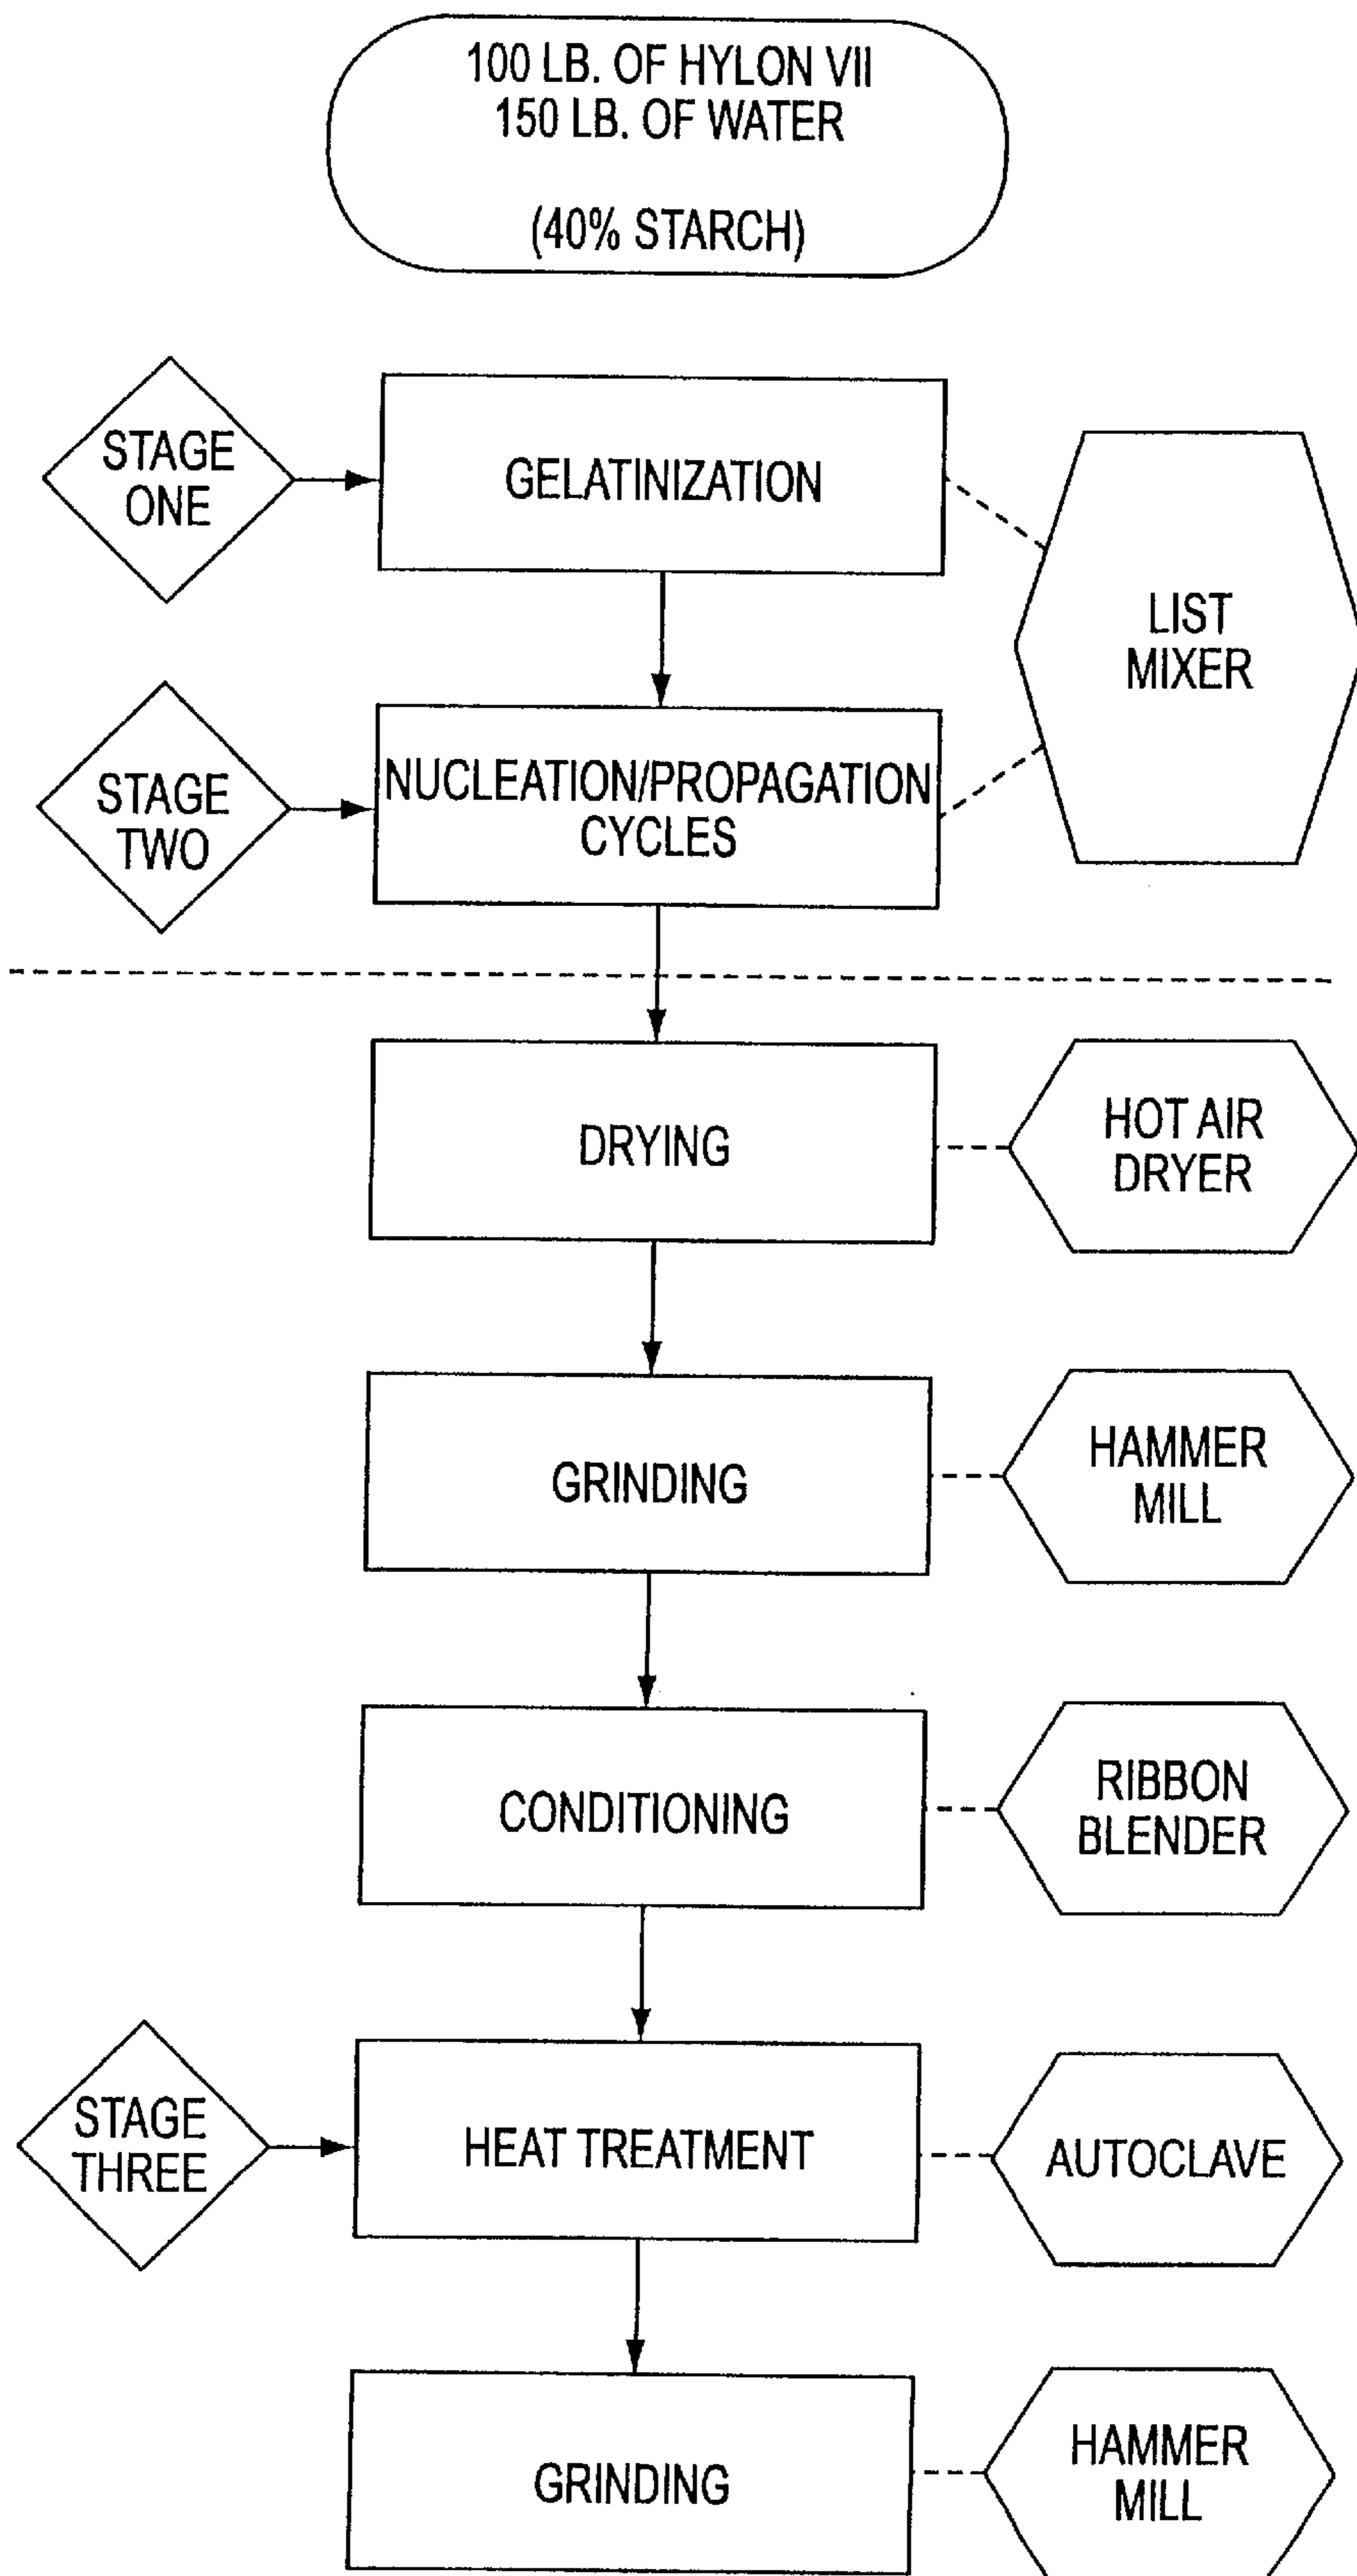 100 LB. OF HYLON VII
150 LB. OF WATER
(40% STARCH)
STAGE
ONE
GELATINIZATION
LIST
MIXER
STAGE
TWO
NUCLEATION/PROPAGATION
CYCLES
DRYING
HOT AIR
DRYER
GRINDING
HAMMER
MILL
CONDITIONING
RIBBON
BLENDER
STAGE
THREE
HEAT TREATMENT
AUTOCLAVE
GRINDING
HAMMER
MILL